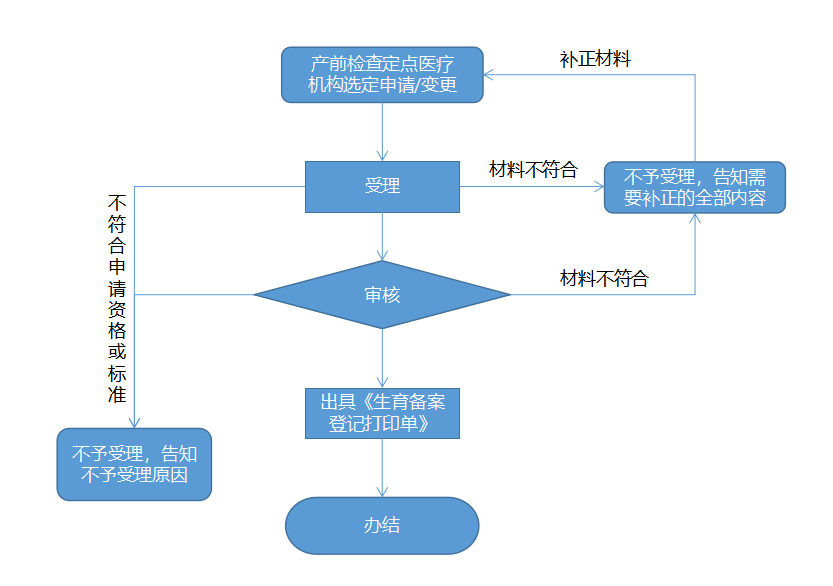 产前检查定点医疗
机构选定申请/变更
补正材料
受理
材料不符合
不予受理，告知需
要补正的全部内容
不符合申请资格或标准
审核
材料不符合
出具《生育备案
登记打印单》
不予受理，告知
不予受理原因
办结